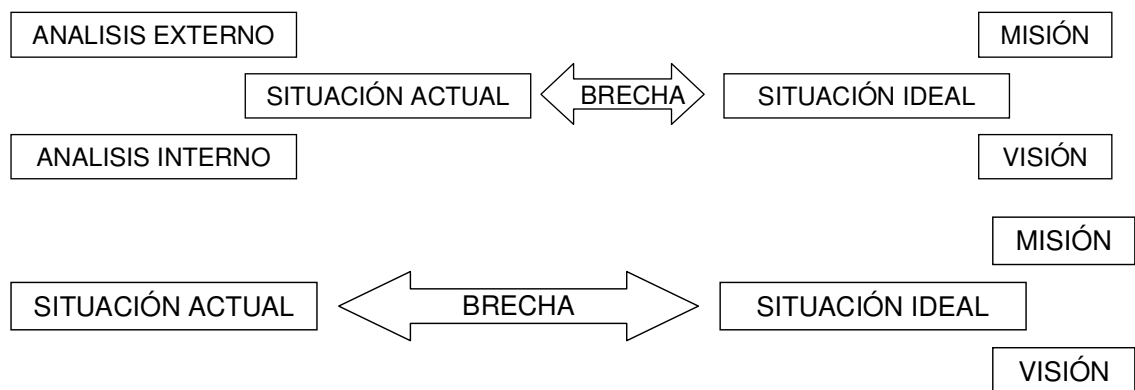 ANALISIS EXTERNO
MISIÓN
SITUACIÓN ACTUAL
BRECHA
SITUACIÓN IDEAL
ANALISIS INTERNO
VISIÓN
MISIÓN
SITUACIÓN ACTUAL
BRECHA
SITUACIÓN IDEAL
VISIÓN